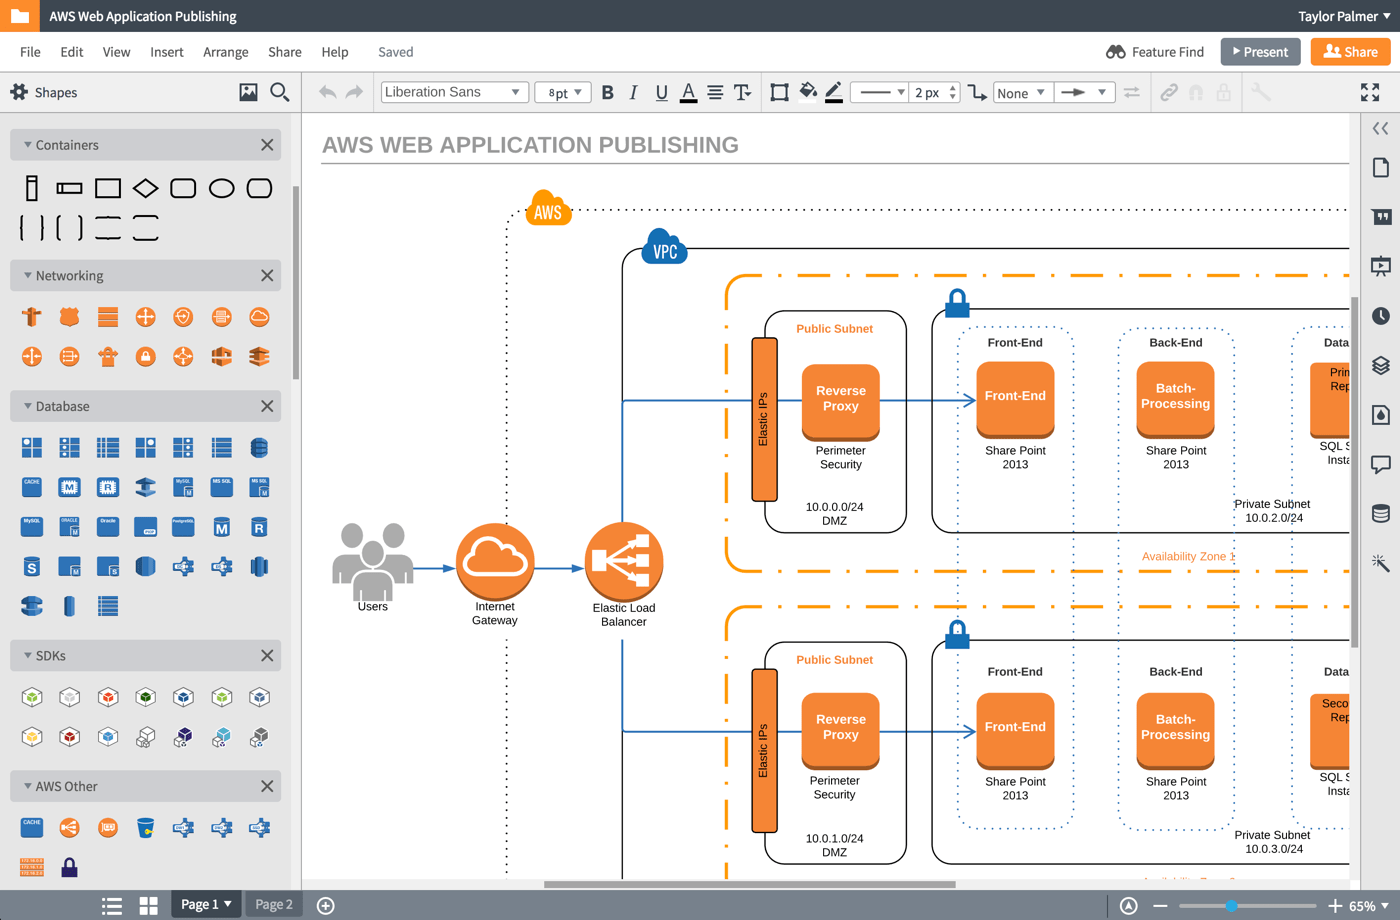 AWS Web Application Publishing
Taylor Palmer
File Edit View Insert Arrange Share Help Saved
Feature Find
Present
Share
Shapes
Liberation Sans
8pt
B I U A T
2 px
None
Containers
Networking
Database
CACHE
M
R
MySQL
M
MS SQL
MS SQL
M
MySQL
ORACLE
M
Oracle
PIOP
PostgreSQL
M
R
S
M
S
SDKs
AWS Other
CACHE
AWS WEB APPLICATION PUBLISHING
AWS
VPC
Users
Internet
Gateway
Elastic Load
Balancer
Public Subnet
Elastic IPs
Reverse
Proxy
Perimeter
Security
10.0.0.0/24
DMZ
Front-End
Front-End
Share Point
2013
Back-End
Batch-
Processing
Share Point
2013
Data
Prim
Rep
SQL S
Insta
Private Subnet
10.0.2.0/24
Availability Zone 1
Public Subnet
Elastic IPs
Reverse
Proxy
Perimeter
Security
10.0.1.0/24
DMZ
Front-End
Front-End
Share Point
2013
Back-End
Batch-
Processing
Share Point
2013
Data
Seco
Rep
SQL S
Insta
Private Subnet
10.0.3.0/24
Page 1
Page 2
65%